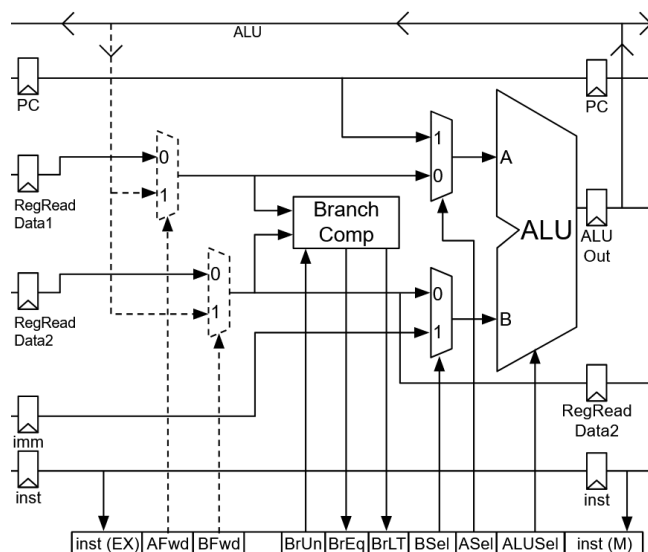 ALU
PC
PC
1
0
A
0
1
RegRead
Data1
Branch
Comp
ALU
ALU
Out
0
1
RegRead
Data2
0
1
B
imm
RegRead
Data2
inst
inst
inst (EX) AFwd BFwd BrUn BrEq BrLT BSel ASel ALUSel inst (M)